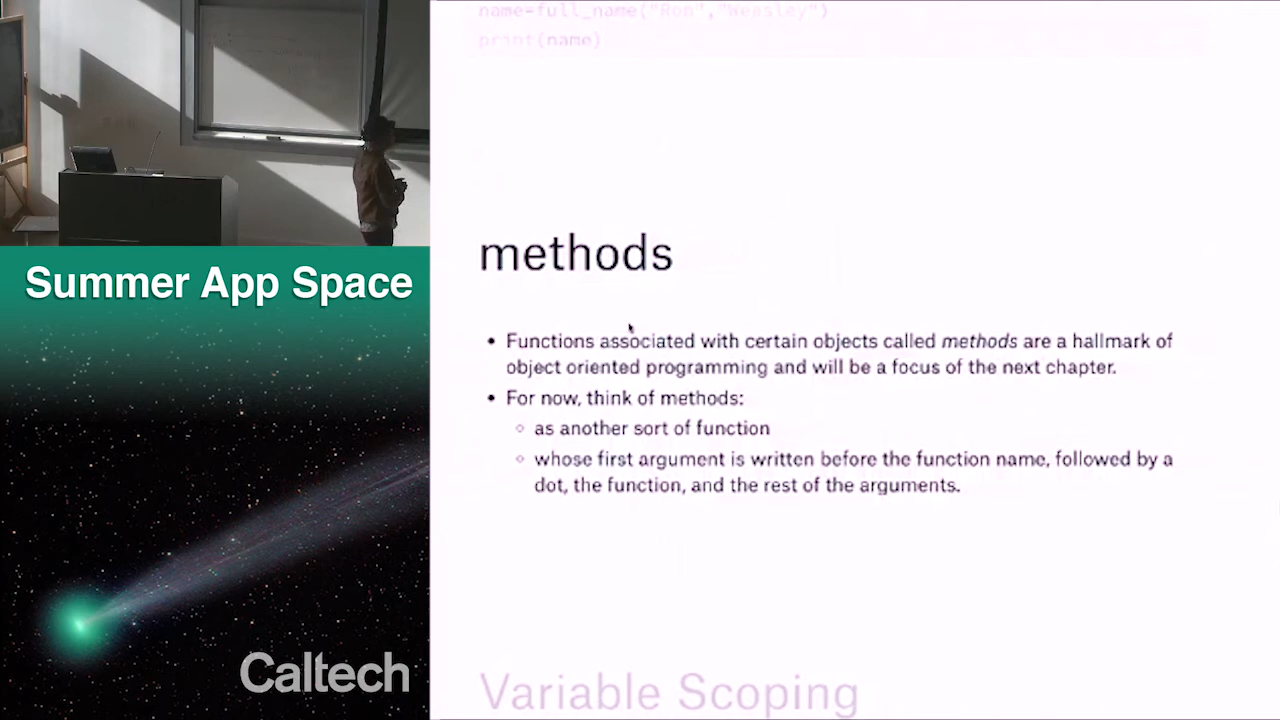 name=full_name("Ron","Weasley")
print(name)
methods
• Functions associated with certain objects called methods are a hallmark of
object oriented programming and will be a focus of the next chapter.
• For now, think of methods:
◦ as another sort of function
◦ whose first argument is written before the function name, followed by a
dot, the function, and the rest of the arguments.
Variable Scoping
Summer App Space
Caltech